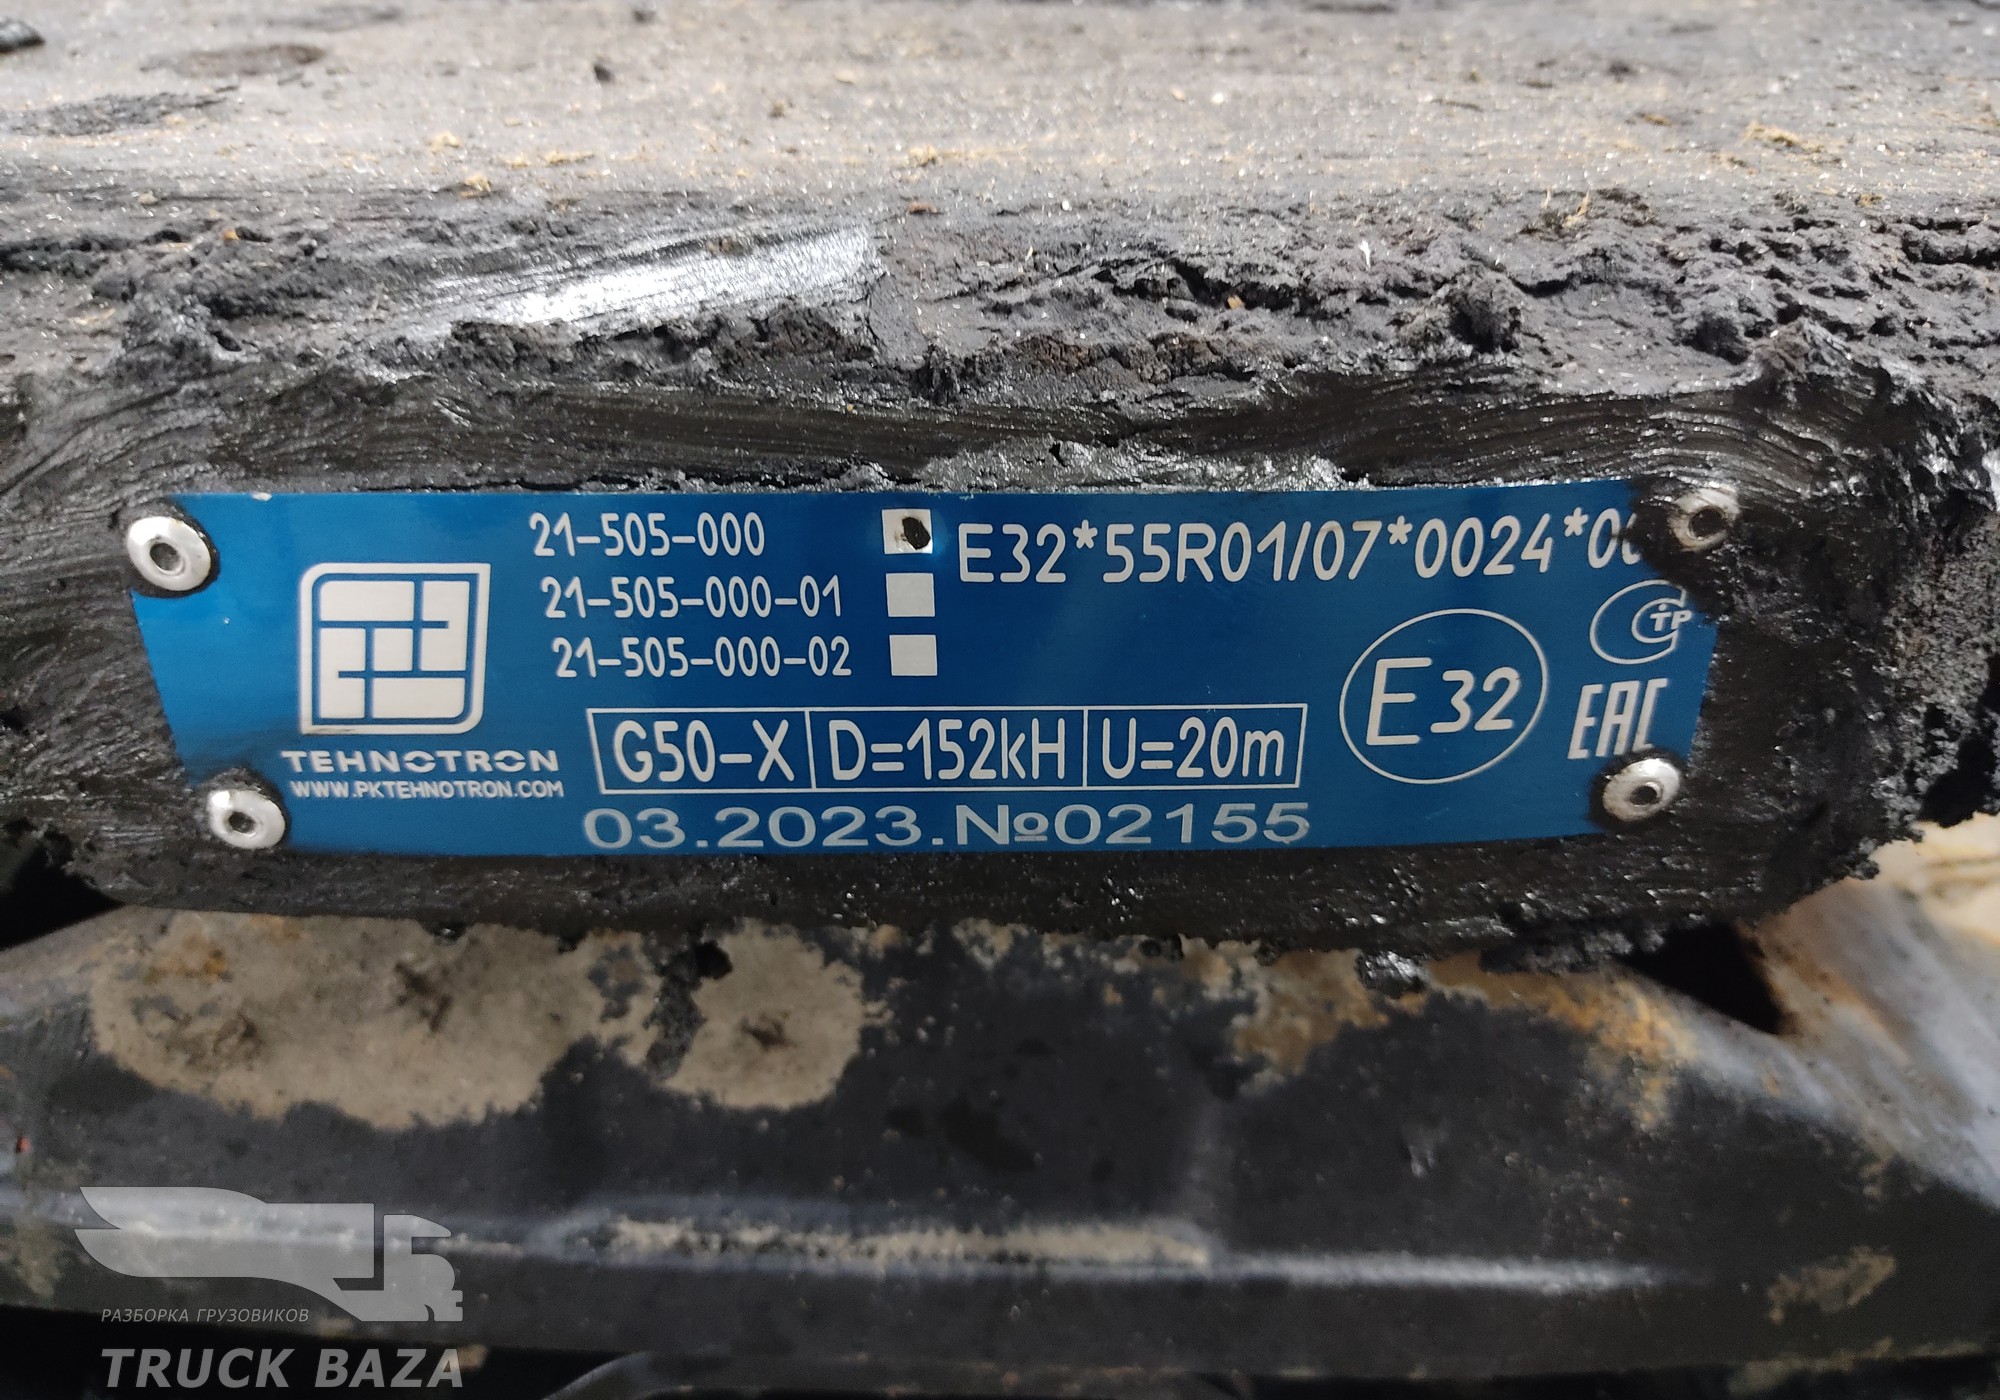 21-505-000
E32*55R01/07*0024*0
21-505-000-01
21-505-000-02
СТР
E32
EAC
G50-X D=152kH U=20m
TEHNOTRON
WWW.PKTEHNOTRON.COM
03.2023.№02155
РАЗБОРКА ГРУЗОВИКОВ
TRUCK BAZA